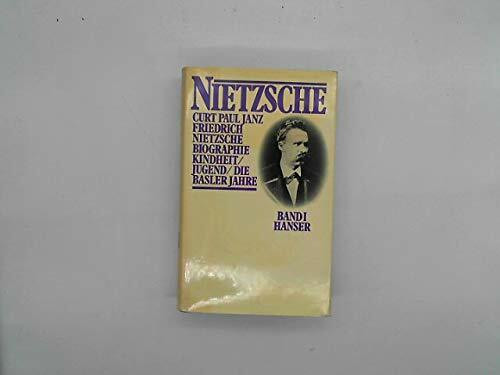 NIETZSCHE
CURT PAUL JANZ
FRIEDRICH
NIETZSCHE
BIOGRAPHIE
KINDHEIT/
JUGEND/DIE
BASLER JAHRE
BAND I
HANSER